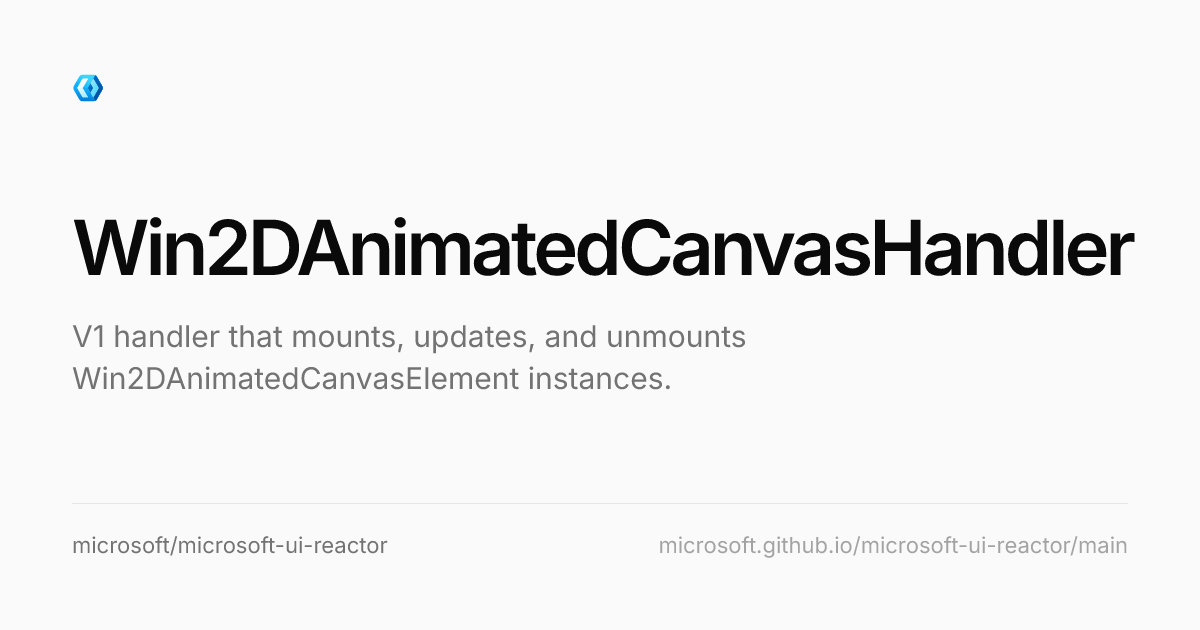 Win2DAnimatedCanvasHandler
V1 handler that mounts, updates, and unmounts
Win2DAnimatedCanvasElement instances.
microsoft/microsoft-ui-reactor
microsoft.github.io/microsoft-ui-reactor/main